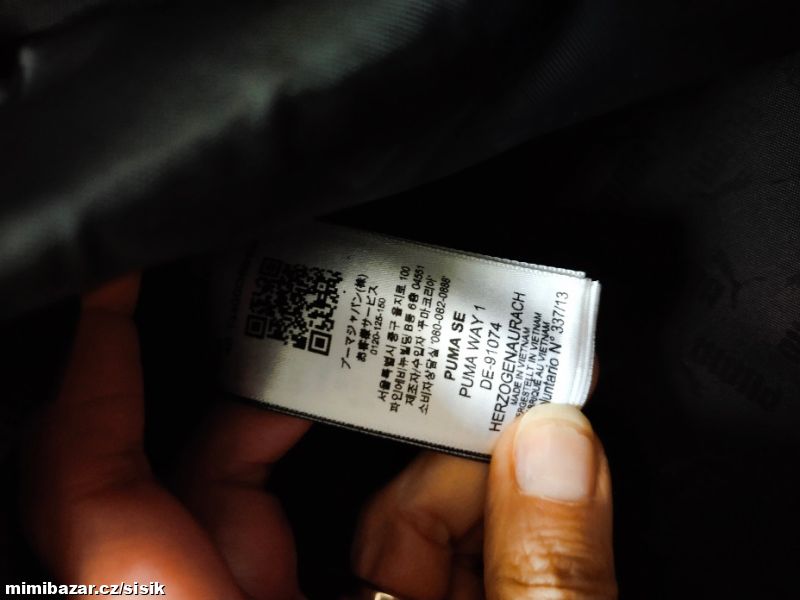 プーマジャパン(株)
お客様サービス
0120-125-150
서울특별시 중구 을지로 100
파인에비뉴빌딩 B동 6층 04551
제조자/수입자 '푸마코리아'
소비자상담실 '080-082-0888'
PUMA SE
PUMA WAY 1
DE-91074
HERZOGENAURACH
MADE IN VIETNAM
HERGESTELLT IN VIETNAM
FABRIQUÉ AU VIETNAM
N° 337/13
mimibazar.cz/sisik